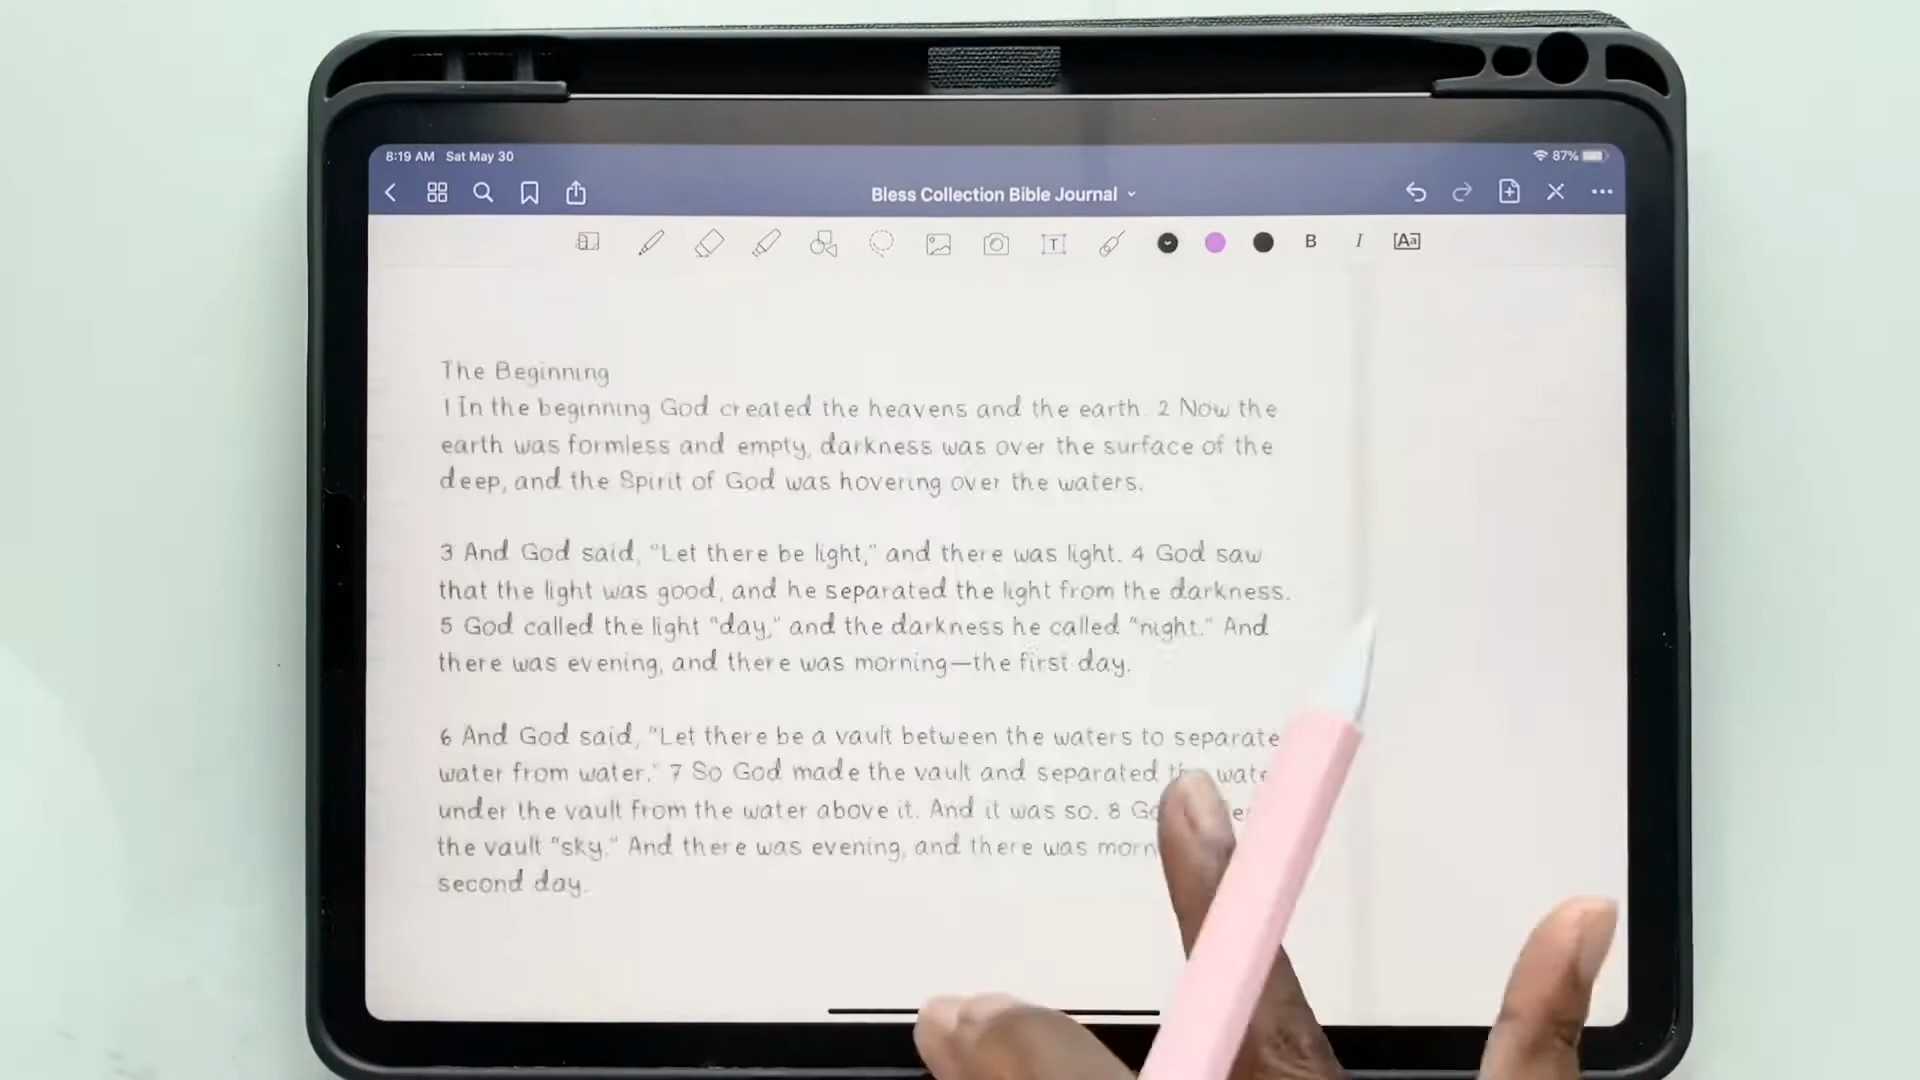 8:19 AM Sat May 30
87%
Bless Collection Bible Journal
T
B I Aa
The Beginning
1 In the beginning God created the heavens and the earth. 2 Now the
earth was formless and empty, darkness was over the surface of the
deep, and the Spirit of God was hovering over the waters.
3 And God said, "Let there be light," and there was light. 4 God saw
that the light was good, and he separated the light from the darkness.
5 God called the light "day," and the darkness he called "night." And
there was evening, and there was morning—the first day.
6 And God said, "Let there be a vault between the waters to separate
water from water." 7 So God made the vault and separated
under the vault from the water above it. And it was so. 8
the vault "sky." And there was evening, and there was
second day.